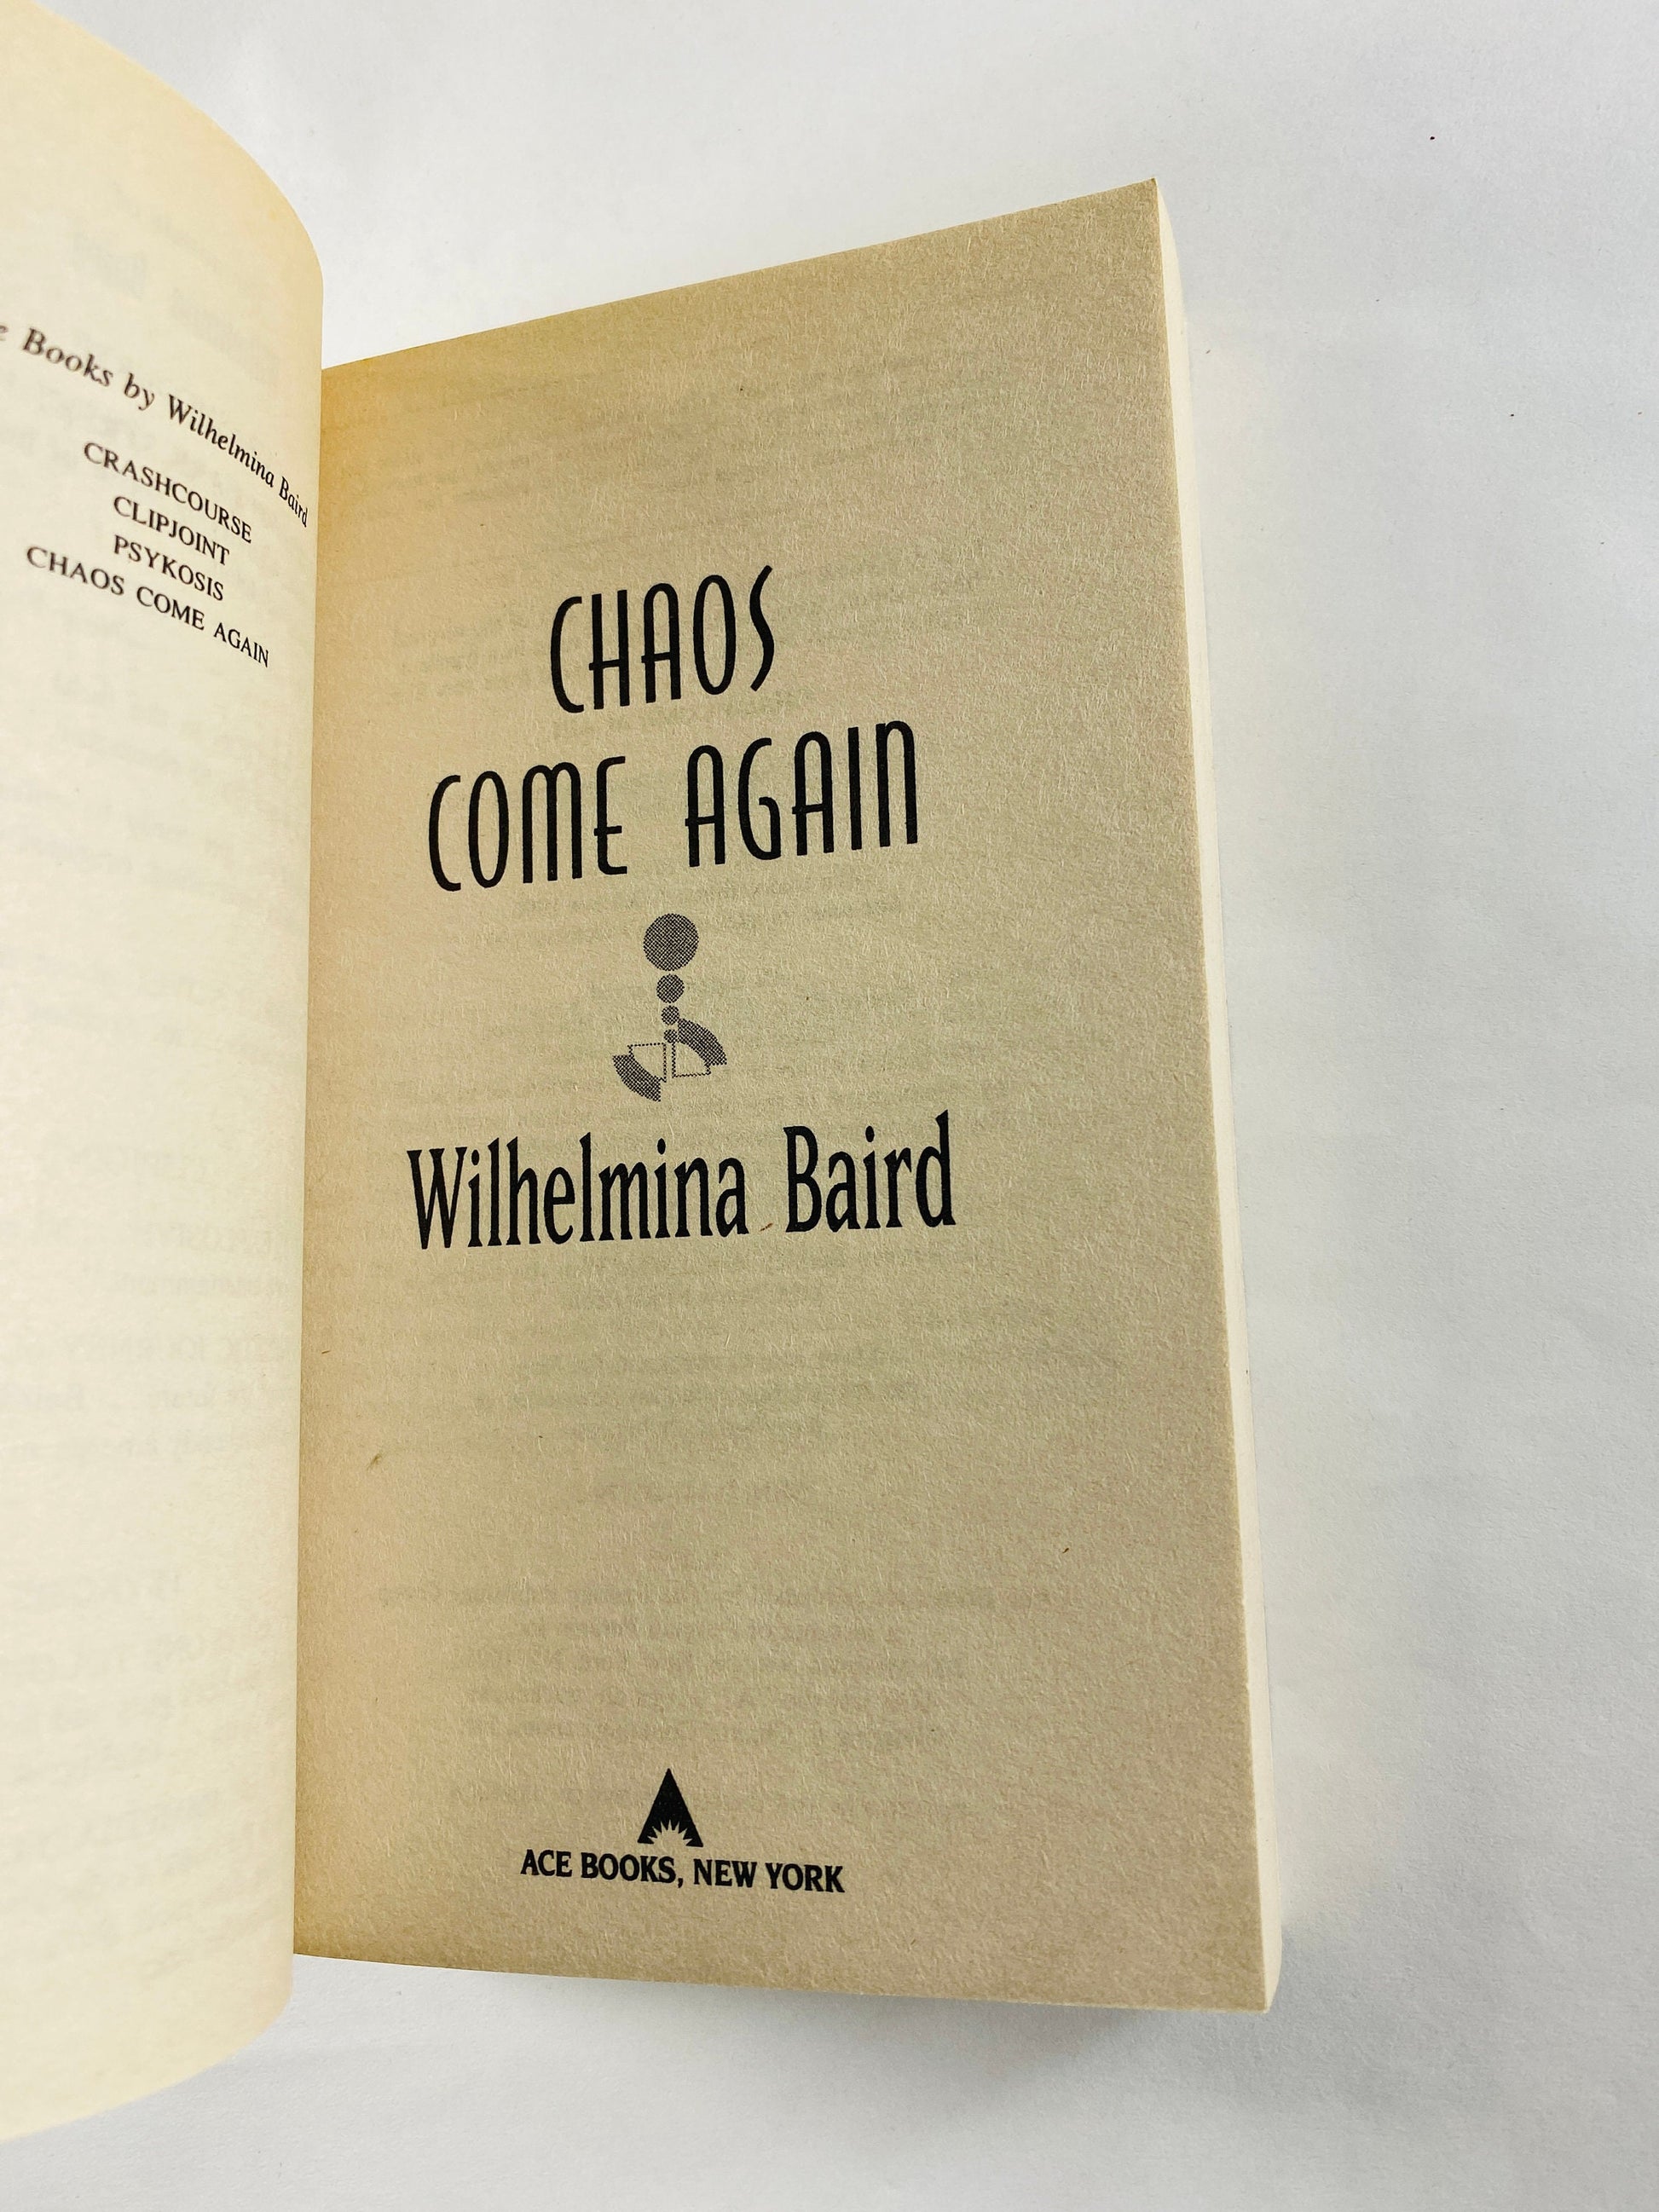 Books by Wilhelmina Baird
CRASHCOURSE
CLIPJOINT
PSYKOSIS
CHAOS COME AGAIN
CHAOS
COME AGAIN
Wilhelmina Baird
ACE BOOKS, NEW YORK